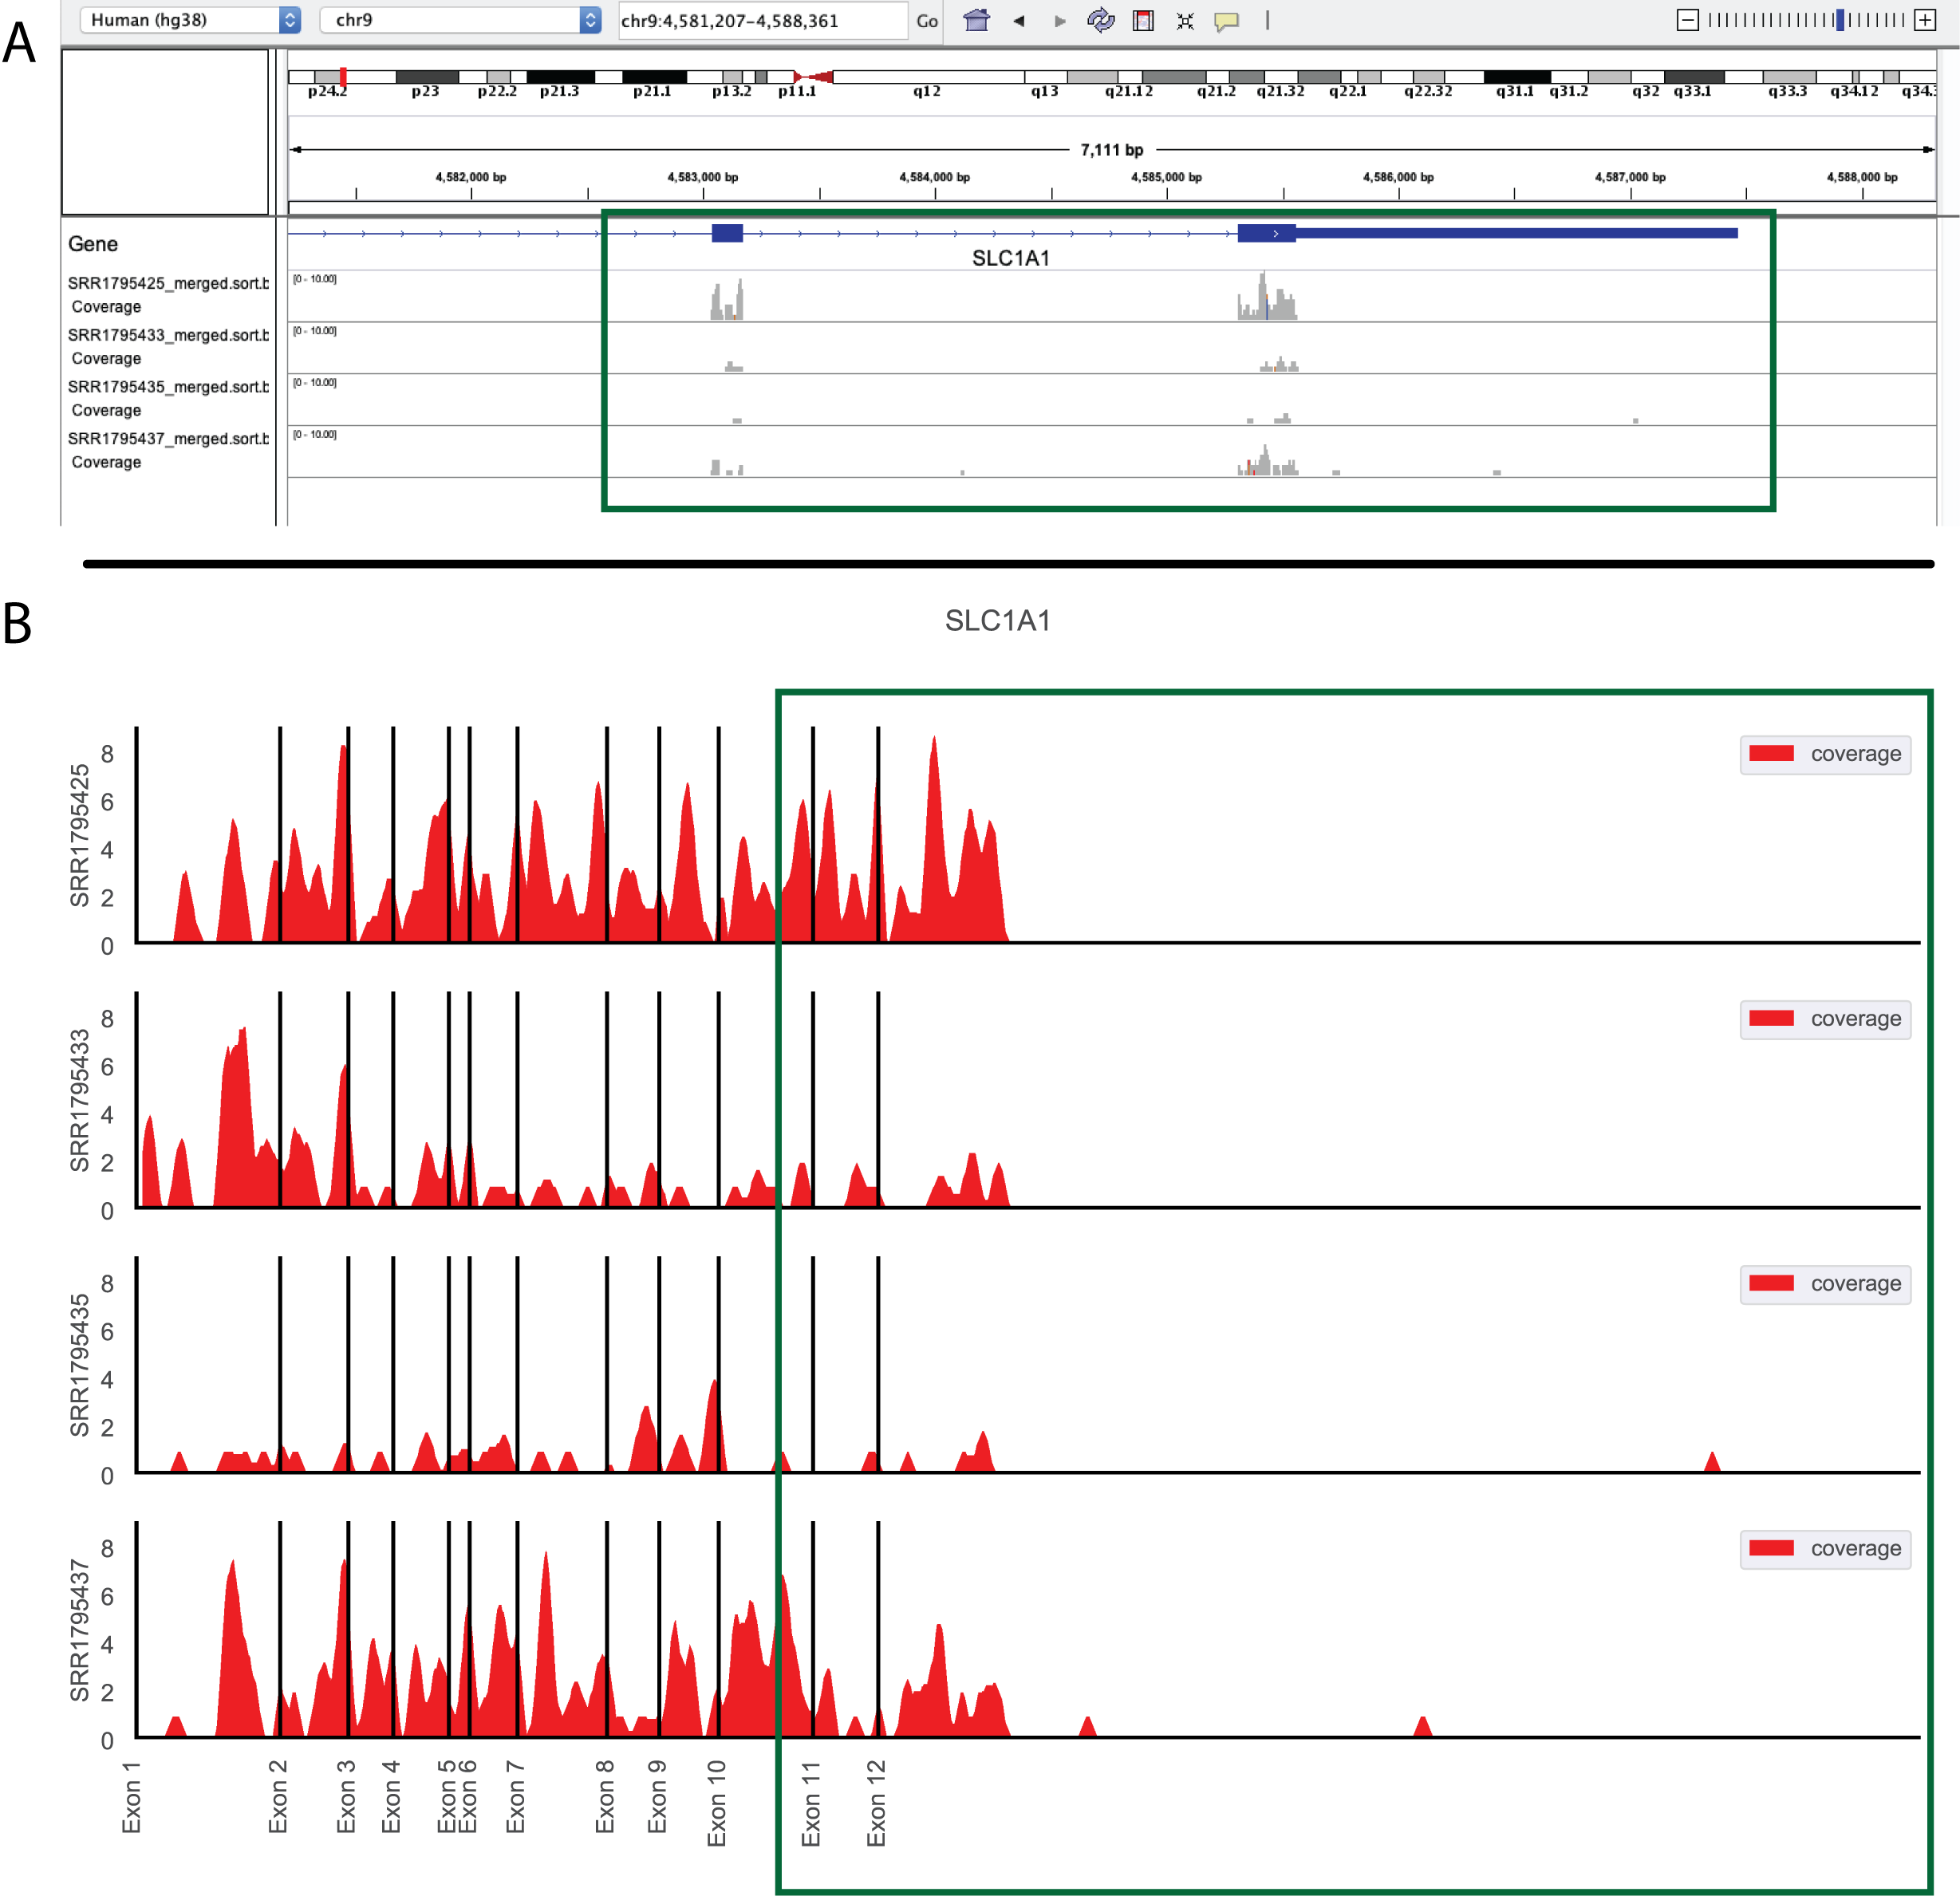 A
Human (hg38) chr9 chr9:4,581,207-4,588,361 Go
p24.2 p23 p22.2 p21.3 p21.1 p13.2 p11.1 q12 q13 q21.12 q21.2 q21.32 q22.1 q22.32 q31.1 q31.2 q32 q33.1 q33.3 q34.12 q34.3
7,111 bp
4,582,000 bp 4,583,000 bp 4,584,000 bp 4,585,000 bp 4,586,000 bp 4,587,000 bp 4,588,000 bp
Gene
SLC1A1
SRR1795425_merged.sort.b [0 - 10.00]
Coverage
SRR1795433_merged.sort.b [0 - 10.00]
Coverage
SRR1795435_merged.sort.b [0 - 10.00]
Coverage
SRR1795437_merged.sort.b [0 - 10.00]
Coverage
B
SLC1A1
SRR1795425
8
6
4
2
0
coverage
SRR1795433
8
6
4
2
0
coverage
SRR1795435
8
6
4
2
0
coverage
SRR1795437
8
6
4
2
0
coverage
Exon 1
Exon 2
Exon 3
Exon 4
Exon 5
Exon 6
Exon 7
Exon 8
Exon 9
Exon 10
Exon 11
Exon 12